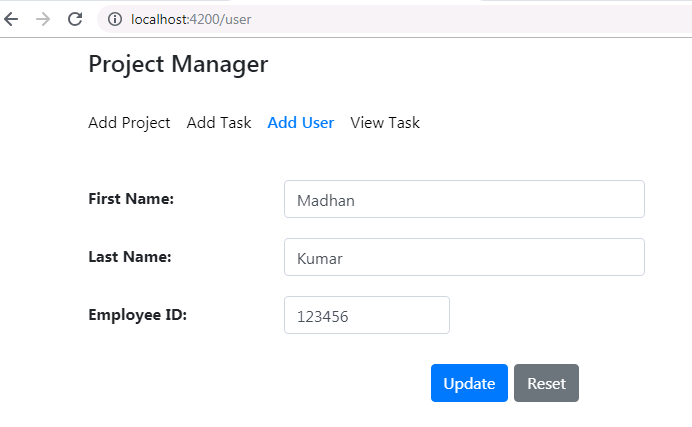 localhost:4200/user
Project Manager
Add Project Add Task Add User View Task
First Name: Madhan
Last Name: Kumar
Employee ID: 123456
Update Reset